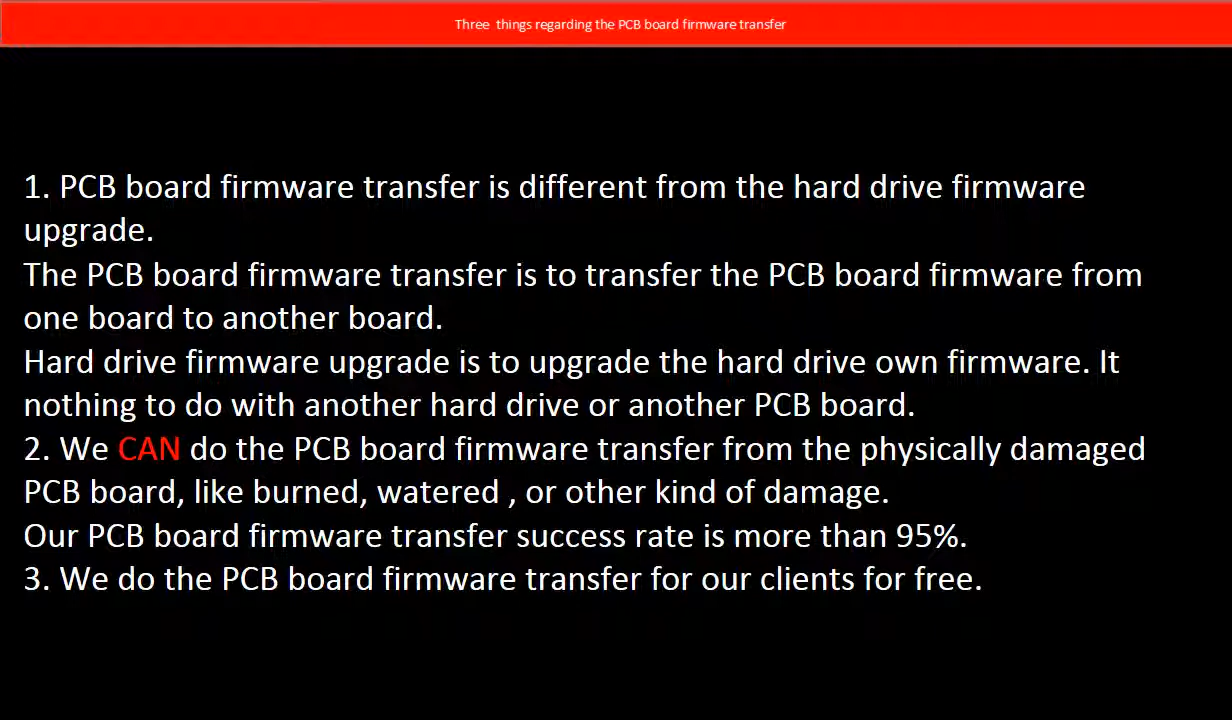 Three  things regarding the PCB board firmware transfer
1. PCB board firmware transfer is different from the hard drive firmware
upgrade.
The PCB board firmware transfer is to transfer the PCB board firmware from
one board to another board.
Hard drive firmware upgrade is to upgrade the hard drive own firmware. It
nothing to do with another hard drive or another PCB board.
2. We CAN do the PCB board firmware transfer from the physically damaged
PCB board, like burned, watered , or other kind of damage.
Our PCB board firmware transfer success rate is more than 95%.
3. We do the PCB board firmware transfer for our clients for free.